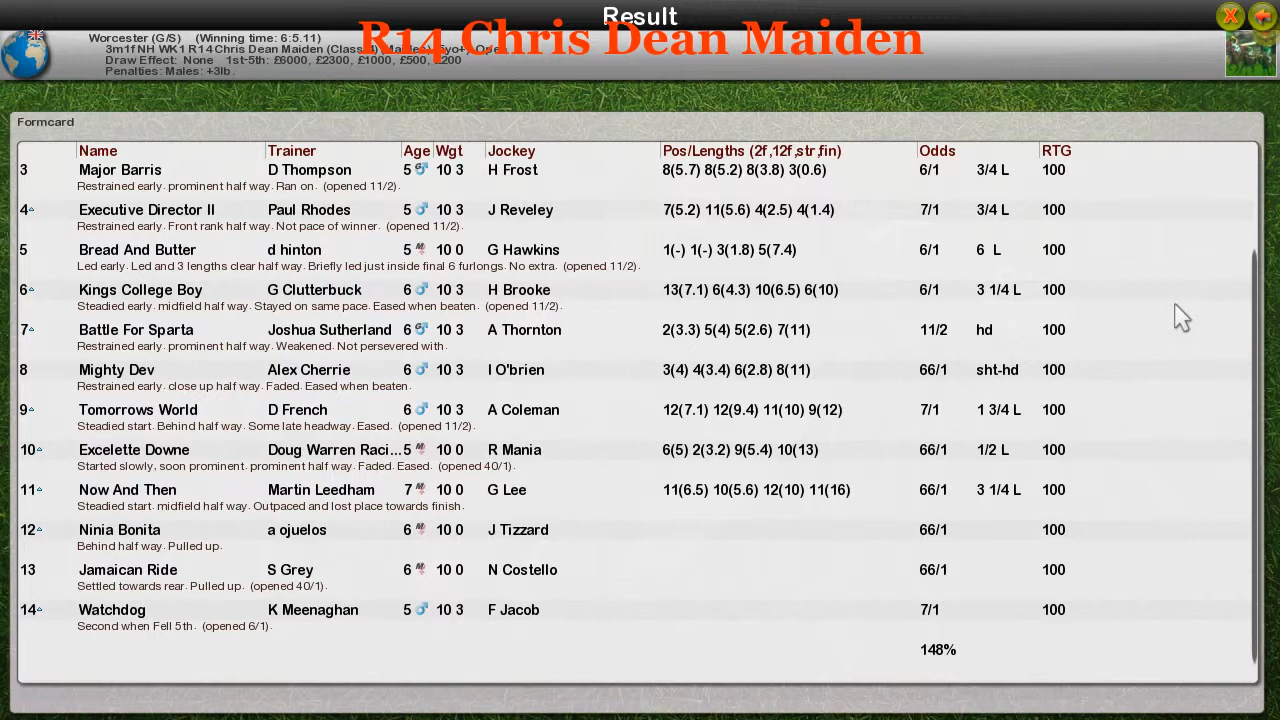 Result
R14 Chris Dean Maiden
Worcester (G/S) (Winning time: 6:5.11)
3m1f NH WK1 R14 Chris Dean Maiden (Class 4)
Draw Effect: None 1st-5th: £6000, £2300, £1000, £500, £200
Penalties: Males: +3lb.
Formcard
Name Trainer Age Wgt Jockey Pos/Lengths (2f,12f,str,fin) Odds RTG
3 Major Barris D Thompson 5 10 3 H Frost 8(5.7) 8(5.2) 8(3.8) 3(0.6) 6/1 3/4 L 100
Restrained early. prominent half way. Ran on. (opened 11/2).
4 Executive Director II Paul Rhodes 5 10 3 J Reveley 7(5.2) 11(5.6) 4(2.5) 4(1.4) 7/1 3/4 L 100
Restrained early. Front rank half way. Not pace of winner. (opened 11/2).
5 Bread And Butter d hinton 5 10 0 G Hawkins 1(-) 1(-) 3(1.8) 5(7.4) 6/1 6 L 100
Led early. Led and 3 lengths clear half way. Briefly led just inside final 6 furlongs. No extra. (opened 11/2).
6 Kings College Boy G Clutterbuck 6 10 3 H Brooke 13(7.1) 6(4.3) 10(6.5) 6(10) 6/1 3 1/4 L 100
Steadied early. midfield half way. Stayed on same pace. Eased when beaten. (opened 11/2).
7 Battle For Sparta Joshua Sutherland 6 10 3 A Thornton 2(3.3) 5(4) 5(2.6) 7(11) 11/2 hd 100
Restrained early. prominent half way. Weakened. Not persevered with.
8 Mighty Dev Alex Cherrie 6 10 3 I O'brien 3(4) 4(3.4) 6(2.8) 8(11) 66/1 sht-hd 100
Restrained early. close up half way. Faded. Eased when beaten.
9 Tomorrows World D French 6 10 3 A Coleman 12(7.1) 12(9.4) 11(10) 9(12) 7/1 1 3/4 L 100
Steadied start. Behind half way. Some late headway. Eased. (opened 11/2).
10 Excelette Downe Doug Warren Raci... 5 10 0 R Mania 6(5) 2(3.2) 9(5.4) 10(13) 66/1 1/2 L 100
Started slowly, soon prominent. prominent half way. Faded. Eased. (opened 40/1).
11 Now And Then Martin Leedham 7 10 0 G Lee 11(6.5) 10(5.6) 12(10) 11(16) 66/1 3 1/4 L 100
Steadied start. midfield half way. Outpaced and lost place towards finish.
12 Ninia Bonita a ojuelos 6 10 0 J Tizzard 66/1 100
Behind half way. Pulled up.
13 Jamaican Ride S Grey 6 10 0 N Costello 66/1 100
Settled towards rear. Pulled up. (opened 40/1).
14 Watchdog K Meenaghan 5 10 3 F Jacob 7/1 100
Second when Fell 5th. (opened 6/1).
148%